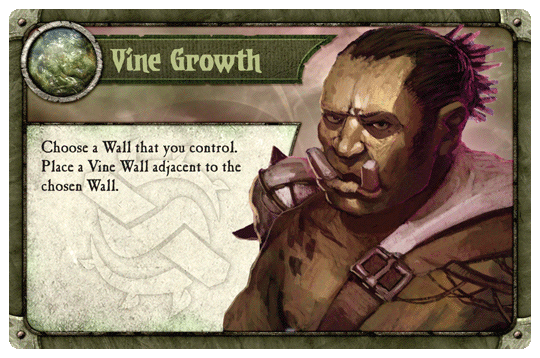 Vine Growth
Choose a Wall that you control.
Place a Vine Wall adjacent to the
chosen Wall.